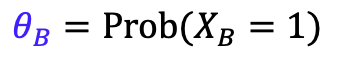 θ_B = Prob(X_B = 1)